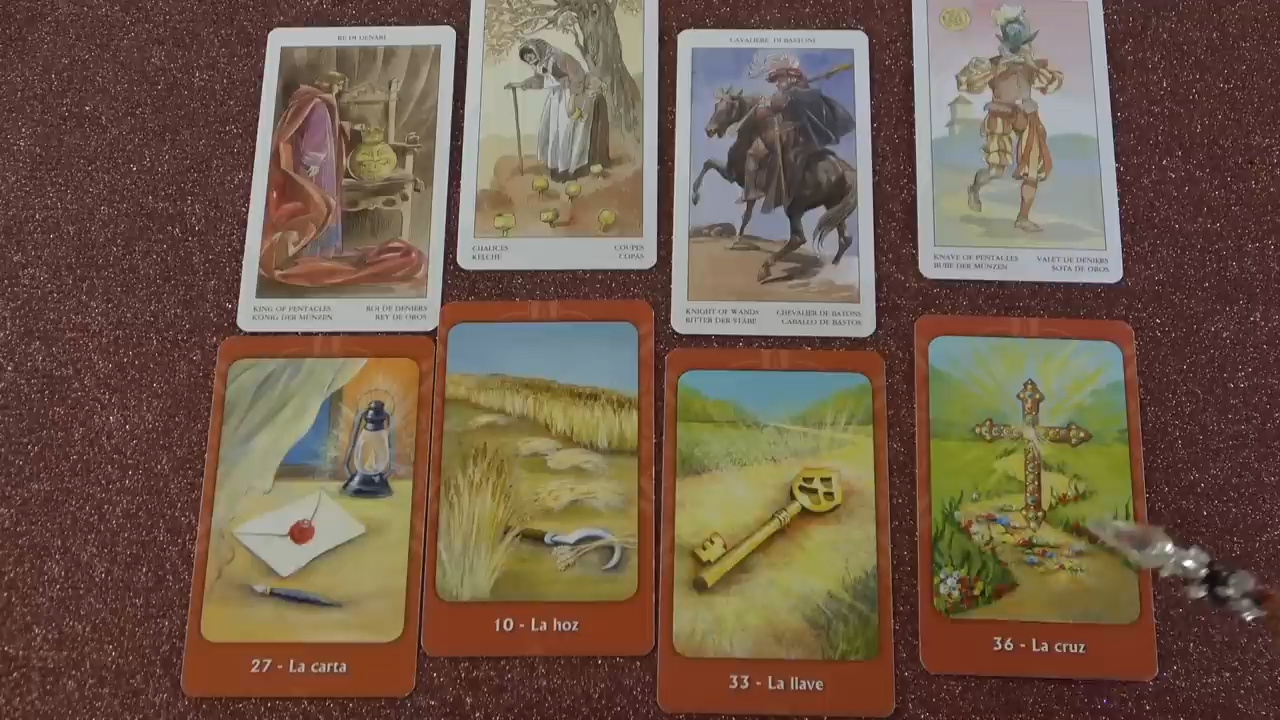 RE DI DENARI
KING OF PENTACLES ROI DE DENIERS
KÖNIG DER MÜNZEN REY DE OROS
CHALICES COUPES
KELCHE COPAS
CAVALIERE DI BASTONI
KNIGHT OF WANDS CHEVALIER DE BATONS
RITTER DER STÄBE CABALLO DE BASTOS
KNAVE OF PENTACLES VALET DE DENIERS
BUBE DER MÜNZEN SOTA DE OROS
27 - La carta
10 - La hoz
33 - La llave
36 - La cruz